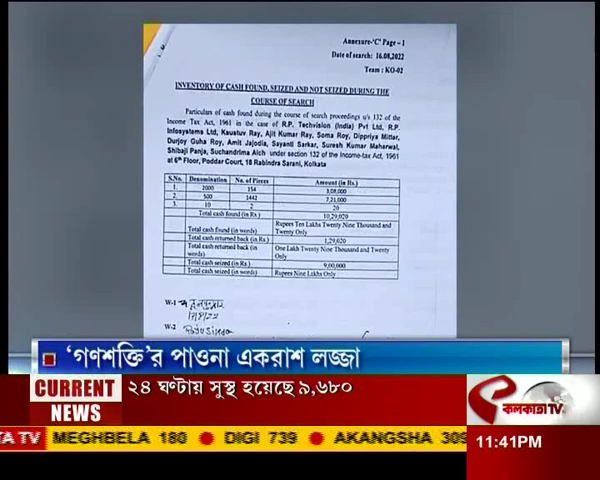 Annexure-'C' Page - 1
Date of search: 16.08.2022
Team : KO-02
INVENTORY OF CASH FOUND, SEIZED AND NOT SEIZED DURING THE
COURSE OF SEARCH
Particulars of cash found during the course of search proceedings u/s 132 of the
Income Tax Act, 1961 in the case of R.P. Techvision (India) Pvt Ltd, R.P.
Infosystems Ltd, Kaustuv Ray, Ajit Kumar Ray, Soma Roy, Dippriya Mittar,
Durjoy Guha Roy, Amit Jajodia, Sayanti Sarkar, Suresh Kumar Maharwal,
Shibaji Panja, Suchandrima Aich under section 132 of the Income-tax Act, 1961
at 6th Floor, Poddar Court, 18 Rabindra Sarani, Kolkata
S.No. Denomination No. of Pieces Amount (in Rs.)
1. 2000 154 3,08,000
2. 500 1442 7,21,000
3. 10 2 20
Total cash found (in Rs.) 10,29,020
Total cash found (in words) Rupees Ten Lakhs Twenty Nine Thousand and
Twenty Only
Total cash returned back (in Rs.) 1,29,020
Total cash returned back (in
words) One Lakh Twenty Nine Thousand and Twenty
Only
Total cash seized (in Rs.) 9,00,000
Total cash seized (in words) Rupees Nine Lakhs Only
W-1
W-2
'গণশক্তি'র পাওনা একরাশ লজ্জা
CURRENT
NEWS
২৪ ঘণ্টায় সুস্থ হয়েছে ৯,৬৮০
কলকাতা TV
TA TV MEGHBELA 180 DIGI 739 AKANGSHA 309
11:41PM